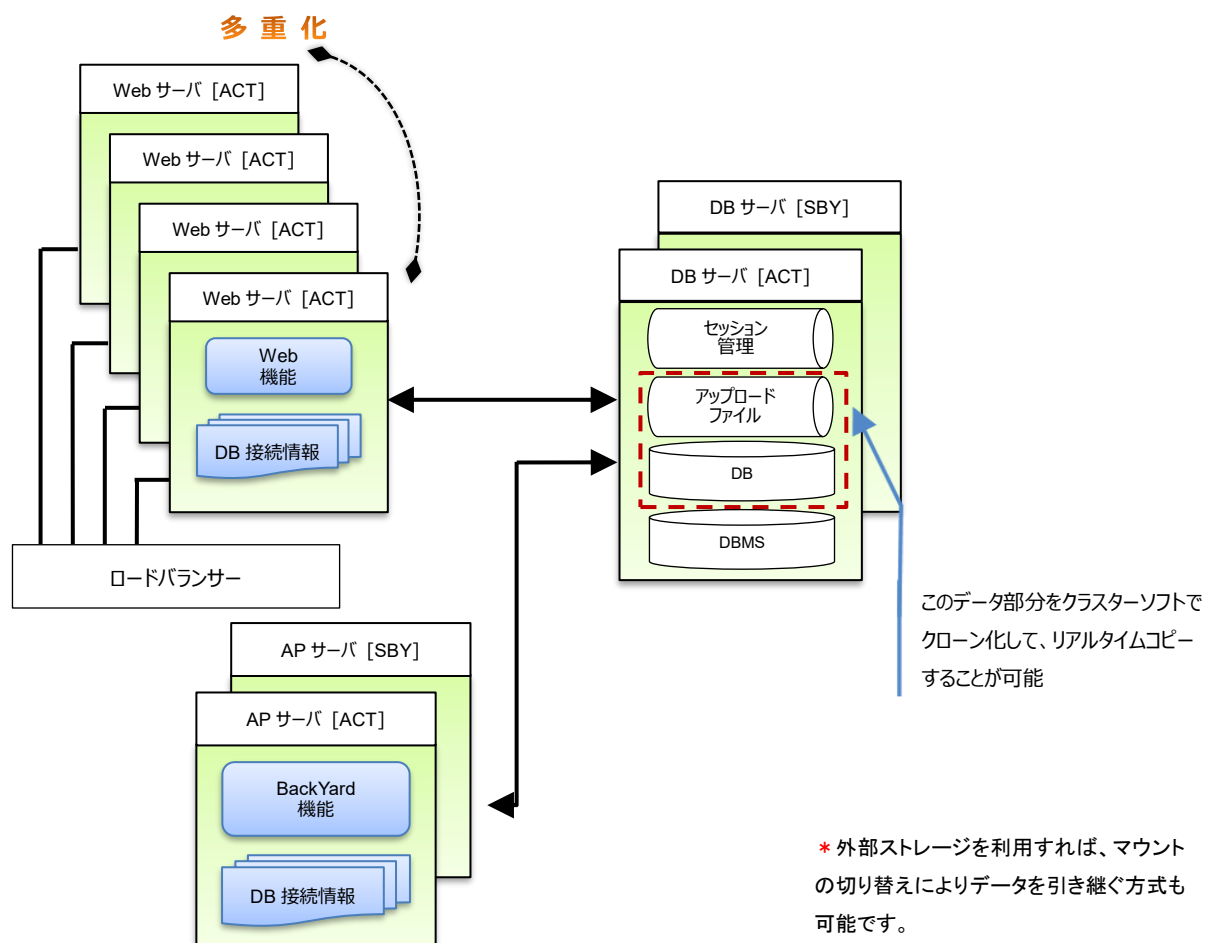 多 重 化
Web サーバ [ACT]
Web サーバ [ACT]
Web サーバ [ACT]
Web サーバ [ACT]
Web
機能
DB 接続情報
ロードバランサー
DB サーバ [SBY]
DB サーバ [ACT]
セッション
管理
アップロード
ファイル
DB
DBMS
このデータ部分をクラスターソフトで
クローン化して、リアルタイムコピー
することが可能
AP サーバ [SBY]
AP サーバ [ACT]
BackYard
機能
DB 接続情報
* 外部ストレージを利用すれば、マウント
の切り替えによりデータを引き継ぐ方式も
可能です。